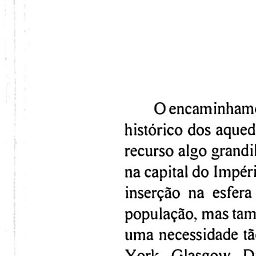 O encaminham
histórico dos aqued
recurso algo grandil
na capital do Impéri
inserção na esfera
população, mas tam
uma necessidade tã
York, Glasgow, D